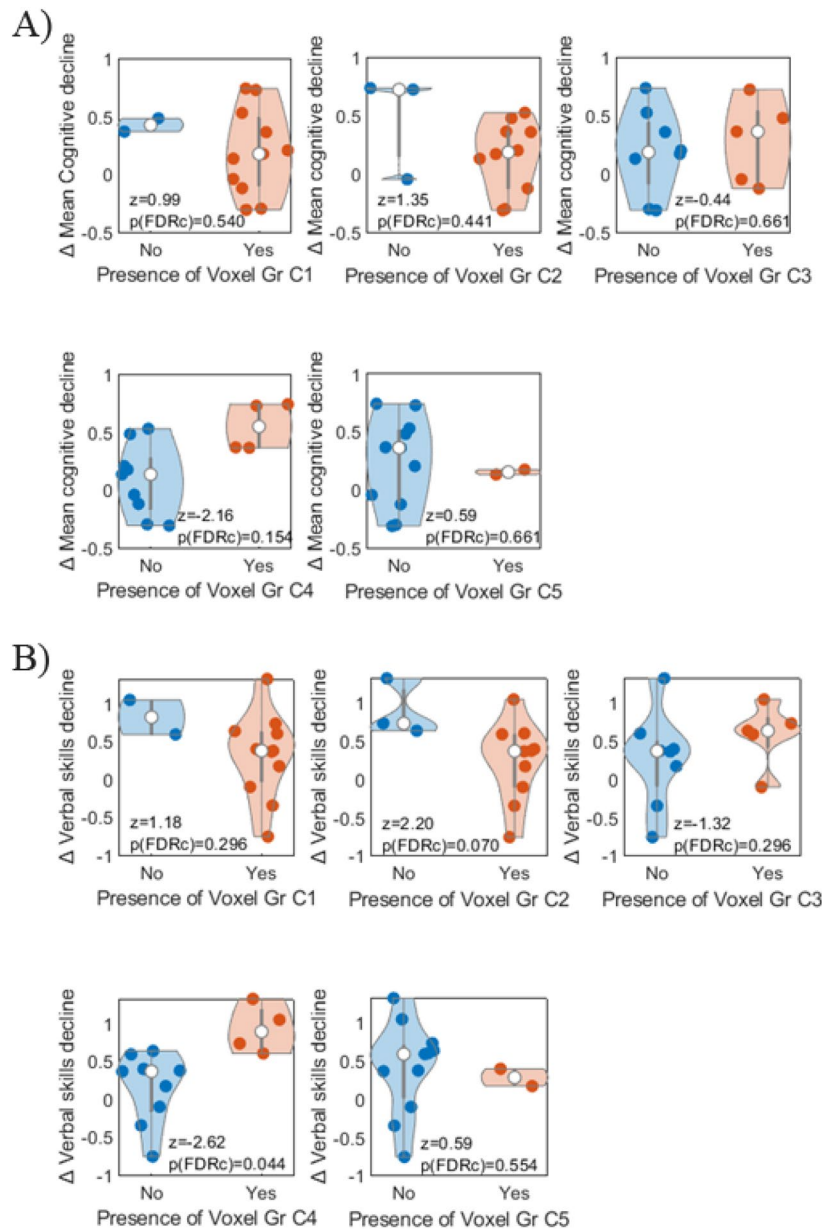 A)
Δ Mean Cognitive decline
1
0.5
0
-0.5
z=0.99
p(FDRc)=0.540
No Yes
Presence of Voxel Gr C1
Δ Mean cognitive decline
1
0.5
0
-0.5
z=1.35
p(FDRc)=0.441
No Yes
Presence of Voxel Gr C2
Δ Mean cognitive decline
1
0.5
0
-0.5
z=-0.44
p(FDRc)=0.661
No Yes
Presence of Voxel Gr C3
Δ Mean cognitive decline
1
0.5
0
-0.5
z=-2.16
p(FDRc)=0.154
No Yes
Presence of Voxel Gr C4
Δ Mean cognitive decline
1
0.5
0
-0.5
z=0.59
p(FDRc)=0.661
No Yes
Presence of Voxel Gr C5
B)
Δ Verbal skills decline
1
0.5
0
-0.5
-1
z=1.18
p(FDRc)=0.296
No Yes
Presence of Voxel Gr C1
Δ Verbal skills decline
1
0.5
0
-0.5
-1
z=2.20
p(FDRc)=0.070
No Yes
Presence of Voxel Gr C2
Δ Verbal skills decline
1
0.5
0
-0.5
-1
z=-1.32
p(FDRc)=0.296
No Yes
Presence of Voxel Gr C3
Δ Verbal skills decline
1
0.5
0
-0.5
-1
z=-2.62
p(FDRc)=0.044
No Yes
Presence of Voxel Gr C4
Δ Verbal skills decline
1
0.5
0
-0.5
-1
z=0.59
p(FDRc)=0.554
No Yes
Presence of Voxel Gr C5